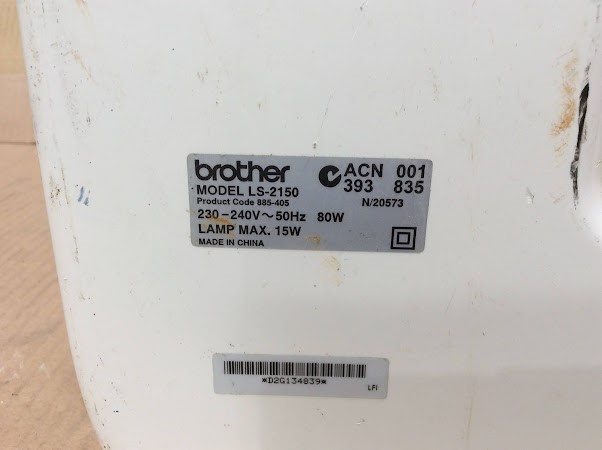 brother ACN 001
MODEL LS-2150 393 835
Product Code 885-405 N/20573
230-240V~50Hz 80W
LAMP MAX. 15W
MADE IN CHINA
*D2G134839*
LFI